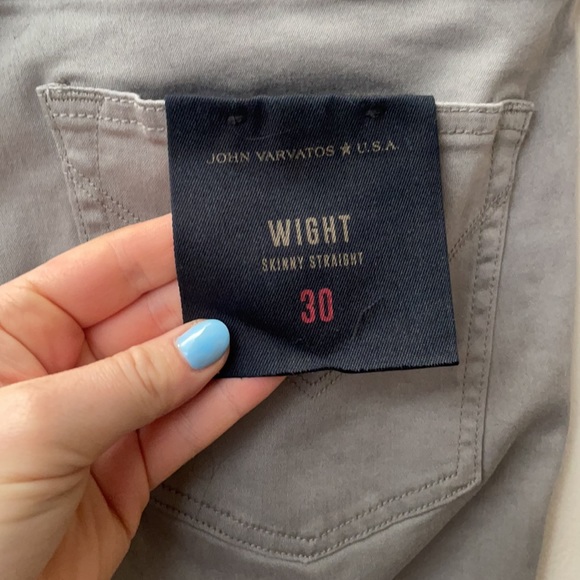 JOHN VARVATOS ★ U.S.A.
WIGHT
SKINNY STRAIGHT
30